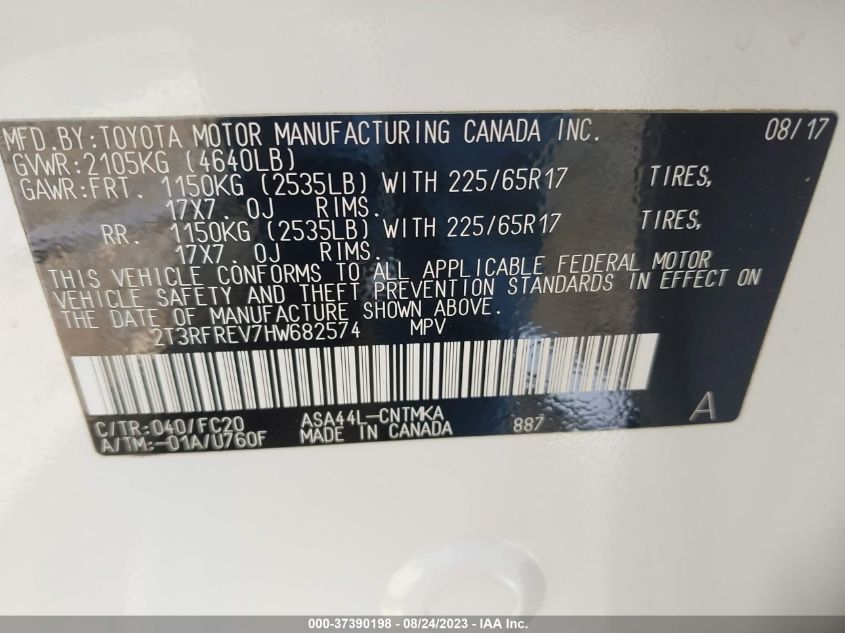 MFD.BY:TOYOTA MOTOR MANUFACTURING CANADA INC. 08/17
GVWR:2105KG (4640LB)
GAWR:FRT. 1150KG (2535LB) WITH 225/65R17 TIRES,
17X7. 0J RIMS.
RR. 1150KG (2535LB) WITH 225/65R17 TIRES,
17X7. 0J RIMS.
THIS VEHICLE CONFORMS TO ALL APPLICABLE FEDERAL MOTOR
VEHICLE SAFETY AND THEFT PREVENTION STANDARDS IN EFFECT ON
THE DATE OF MANUFACTURE SHOWN ABOVE.
2T3RFREV7HW682574 MPV
C/TR:040/FC20 ASA44L-CNTMKA
A/TM:-01A/U760F MADE IN CANADA 887 A
000-37390198 - 08/24/2023 - IAA Inc.